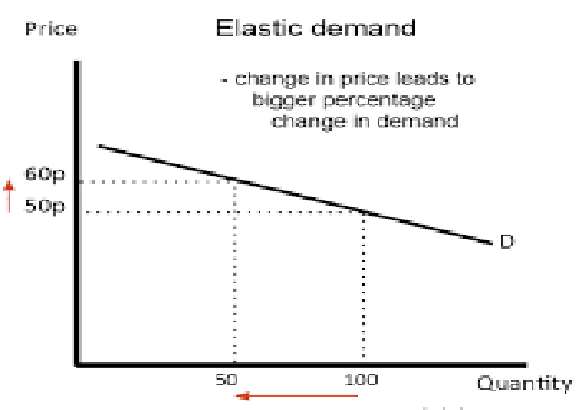 Price
Elastic demand
- change in price leads to
bigger percentage
change in demand
60p
50p
D
50
100
Quantity